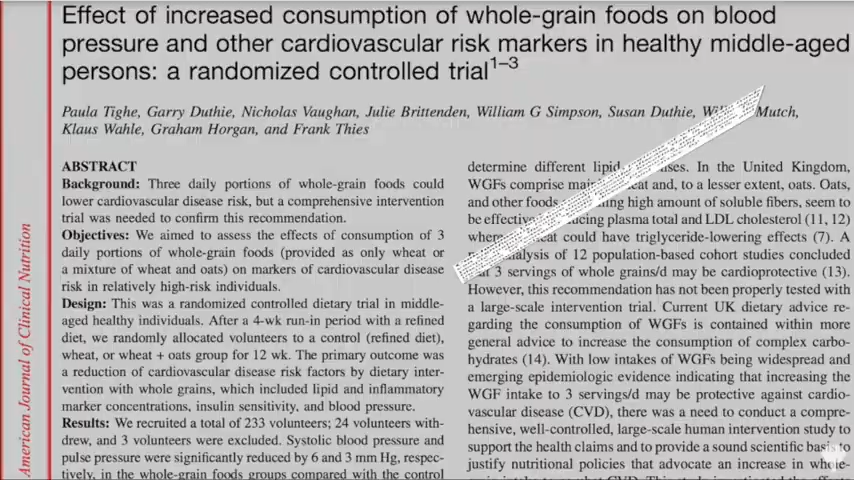 Effect of increased consumption of whole-grain foods on blood
pressure and other cardiovascular risk markers in healthy middle-aged
persons: a randomized controlled trial1–3
Paula Tighe, Garry Duthie, Nicholas Vaughan, Julie Brittenden, William G Simpson, Susan Duthie, Mutch,
Klaus Wahle, Graham Horgan, and Frank Thies
American Journal of Clinical Nutrition
ABSTRACT
Background: Three daily portions of whole-grain foods could
lower cardiovascular disease risk, but a comprehensive intervention
trial was needed to confirm this recommendation.
Objectives: We aimed to assess the effects of consumption of 3
daily portions of whole-grain foods (provided as only wheat or
a mixture of wheat and oats) on markers of cardiovascular disease
risk in relatively high-risk individuals.
Design: This was a randomized controlled dietary trial in middle-
aged healthy individuals. After a 4-wk run-in period with a refined
diet, we randomly allocated volunteers to a control (refined diet),
wheat, or wheat + oats group for 12 wk. The primary outcome was
a reduction of cardiovascular disease risk factors by dietary inter-
vention with whole grains, which included lipid and inflammatory
marker concentrations, insulin sensitivity, and blood pressure.
Results: We recruited a total of 233 volunteers; 24 volunteers with-
drew, and 3 volunteers were excluded. Systolic blood pressure and
pulse pressure were significantly reduced by 6 and 3 mm Hg, respec-
tively, in the whole-grain foods groups compared with the control
determine different lipid In the United Kingdom,
WGFs comprise and, to a lesser extent, oats. Oats,
and other foods high amount of soluble fibers, seem to
be plasma total and LDL cholesterol (11, 12)
could have triglyceride-lowering effects (7). A
of 12 population-based cohort studies concluded
3 servings of whole grains/d may be cardioprotective (13).
However, this recommendation has not been properly tested with
a large-scale intervention trial. Current UK dietary advice re-
garding the consumption of WGFs is contained within more
general advice to increase the consumption of complex carbo-
hydrates (14). With low intakes of WGFs being widespread and
emerging epidemiologic evidence indicating that increasing the
WGF intake to 3 servings/d may be protective against cardio-
vascular disease (CVD), there was a need to conduct a compre-
hensive, well-controlled, large-scale human intervention study to
support the health claims and to provide a sound scientific basis to
justify nutritional policies that advocate an increase in whole-